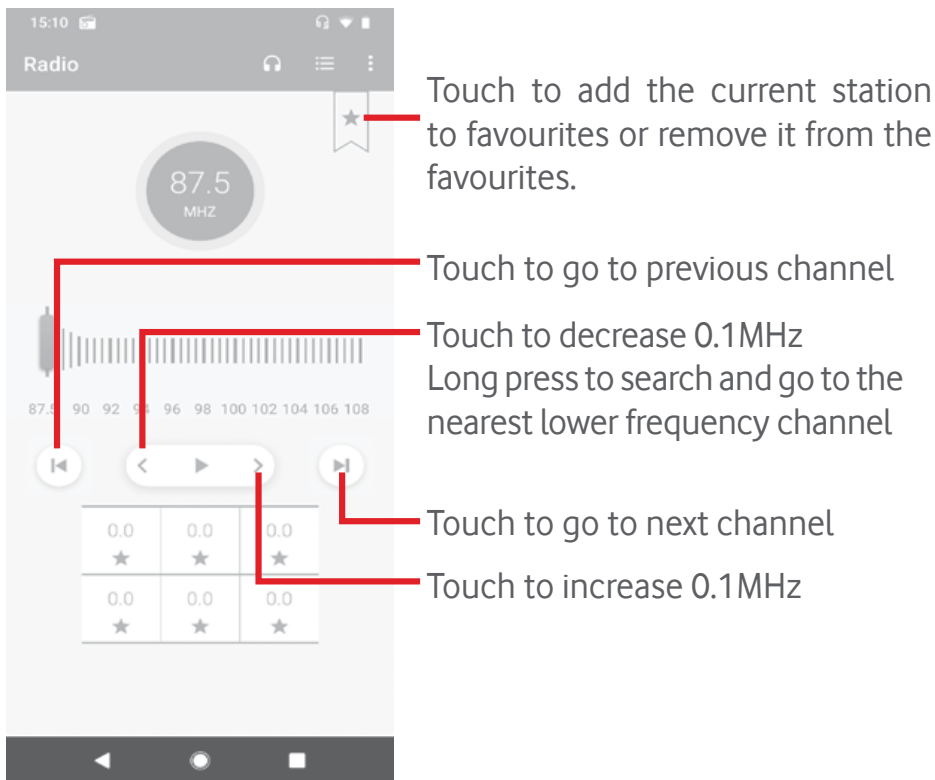 15:10
Radio
Touch to add the current station
to favourites or remove it from the
favourites.
87.5
MHZ
Touch to go to previous channel
Touch to decrease 0.1MHz
Long press to search and go to the
nearest lower frequency channel
87.5 90 92 94 96 98 100 102 104 106 108
Touch to go to next channel
0.0 0.0 0.0
Touch to increase 0.1MHz
0.0 0.0 0.0